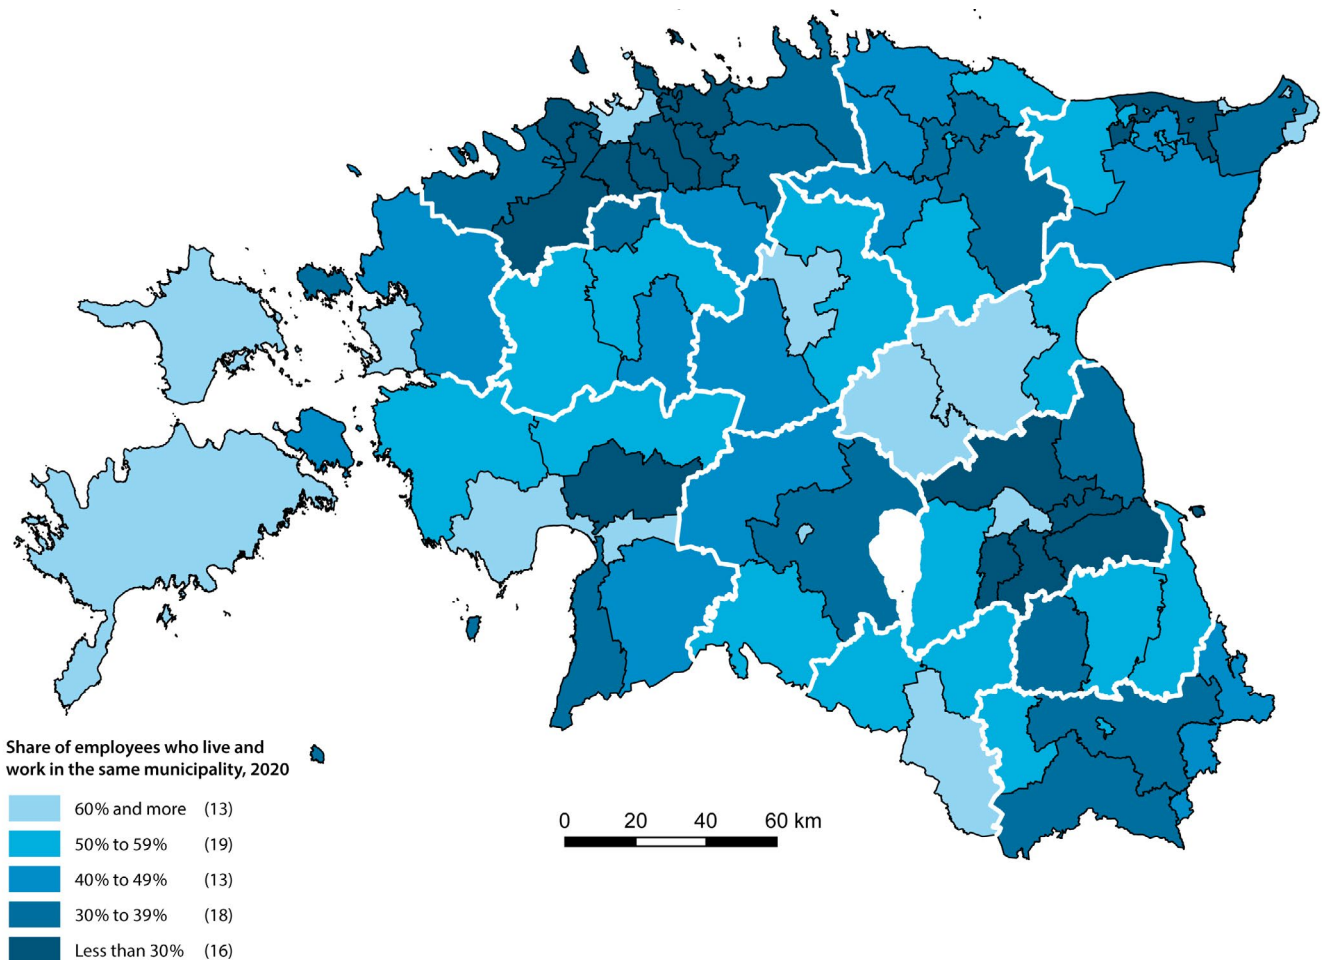 Share of employees who live and
work in the same municipality, 2020
60% and more (13)
50% to 59% (19)
40% to 49% (13)
30% to 39% (18)
Less than 30% (16)
0 20 40 60 km